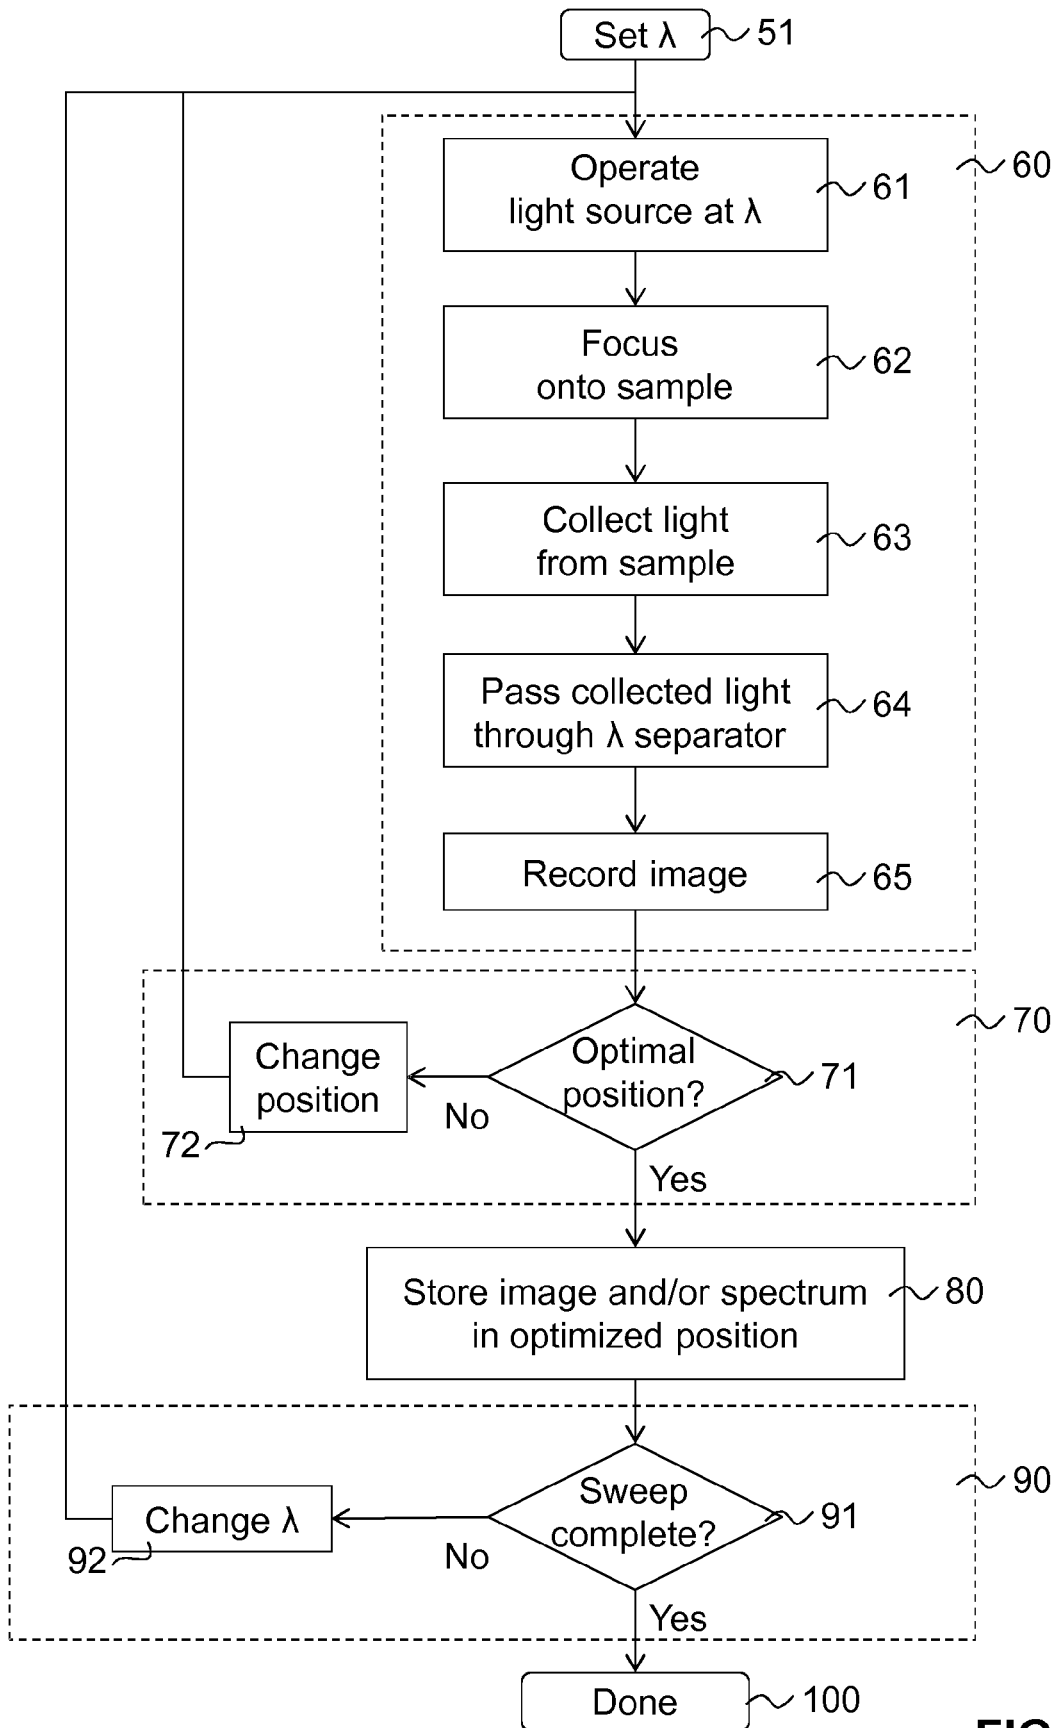 Set λ
51
60
Operate
light source at λ
61
Focus
onto sample
62
Collect light
from sample
63
Pass collected light
through λ separator
64
Record image
65
70
Optimal
position?
71
No
Change
position
72
Yes
Store image and/or spectrum
in optimized position
80
90
Sweep
complete?
91
No
Change λ
92
Yes
Done
100